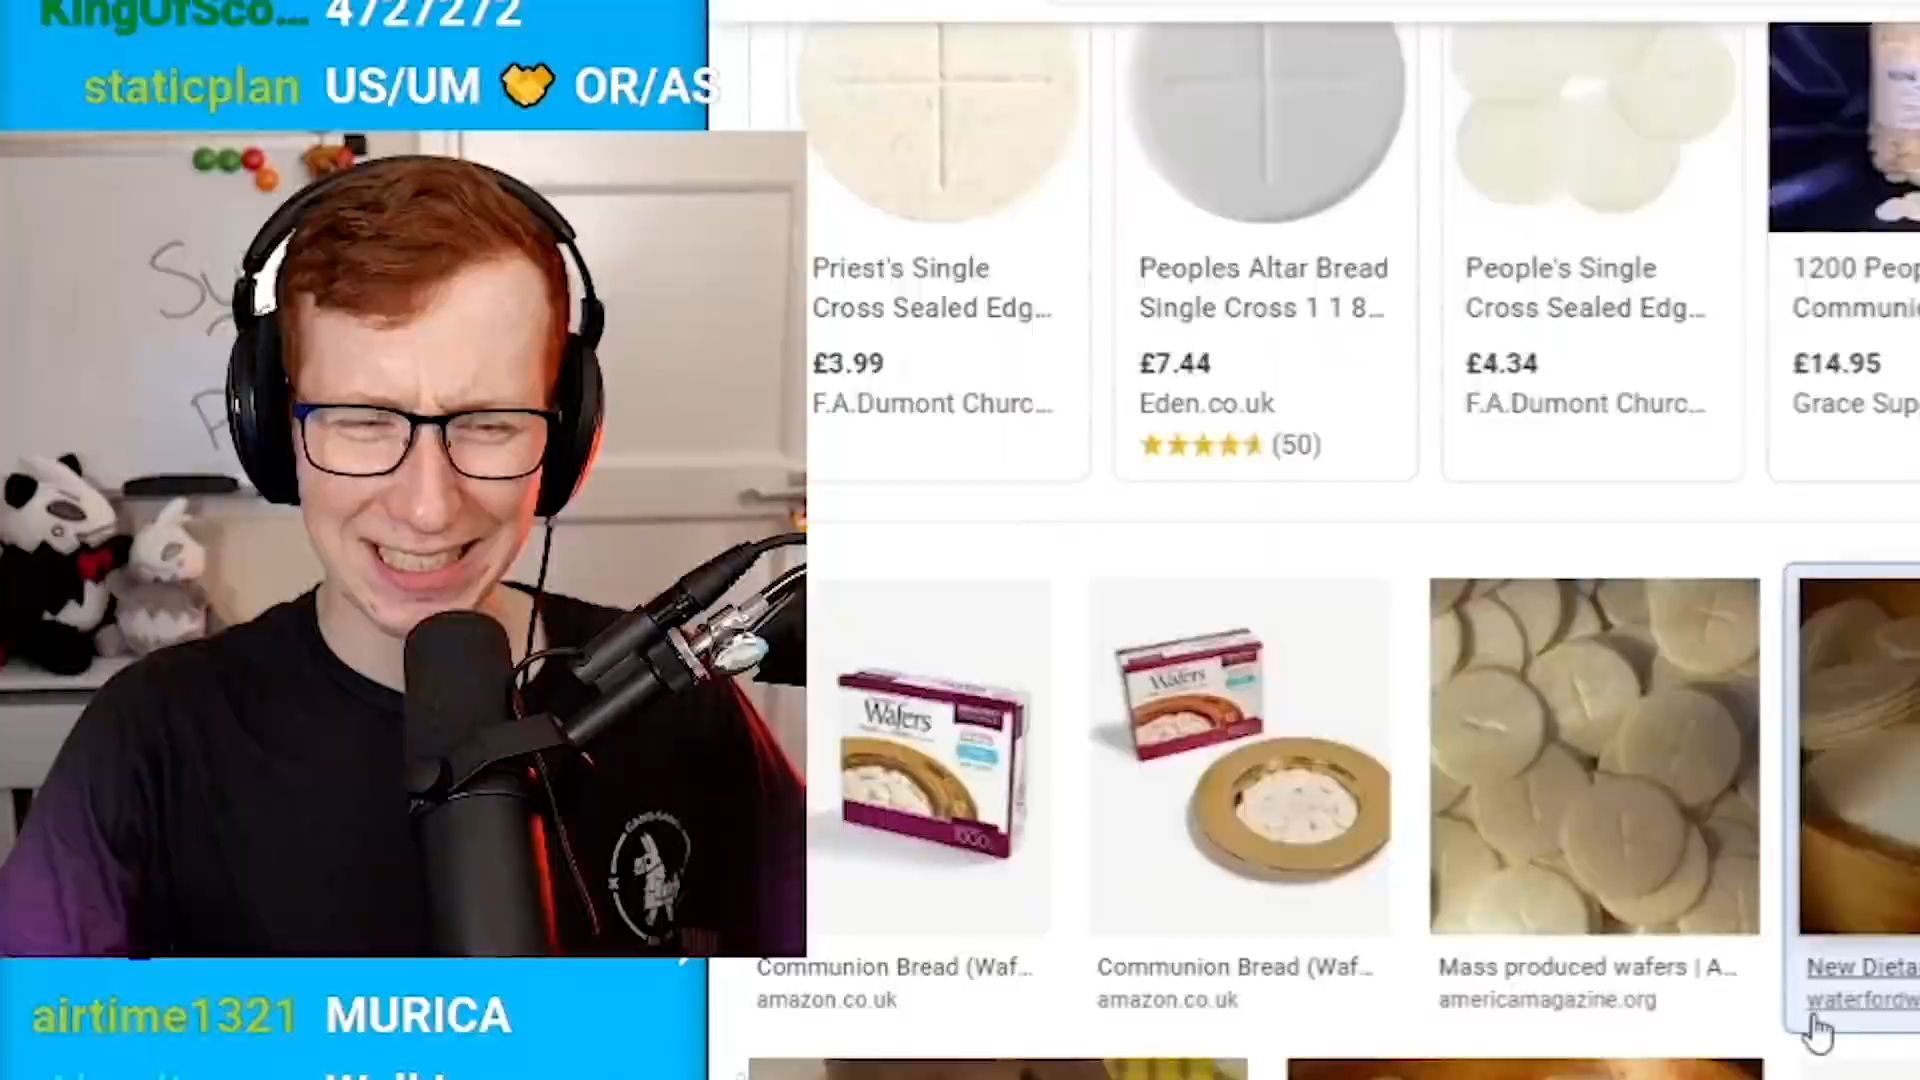 KingOfSco... 4727272
staticplan US/UM 🤝 OR/AS
Priest's Single
Cross Sealed Edg...
£3.99
F.A.Dumont Churc...
Peoples Altar Bread
Single Cross 1 1 8...
£7.44
Eden.co.uk
(50)
People's Single
Cross Sealed Edg...
£4.34
F.A.Dumont Churc...
1200 Peop
Communi
£14.95
Grace Sup
Wafers
Wafers
Communion Bread (Waf...
amazon.co.uk
Communion Bread (Waf...
amazon.co.uk
Mass produced wafers | A...
americamagazine.org
New Dieta
waterfordw
airtime1321 MURICA